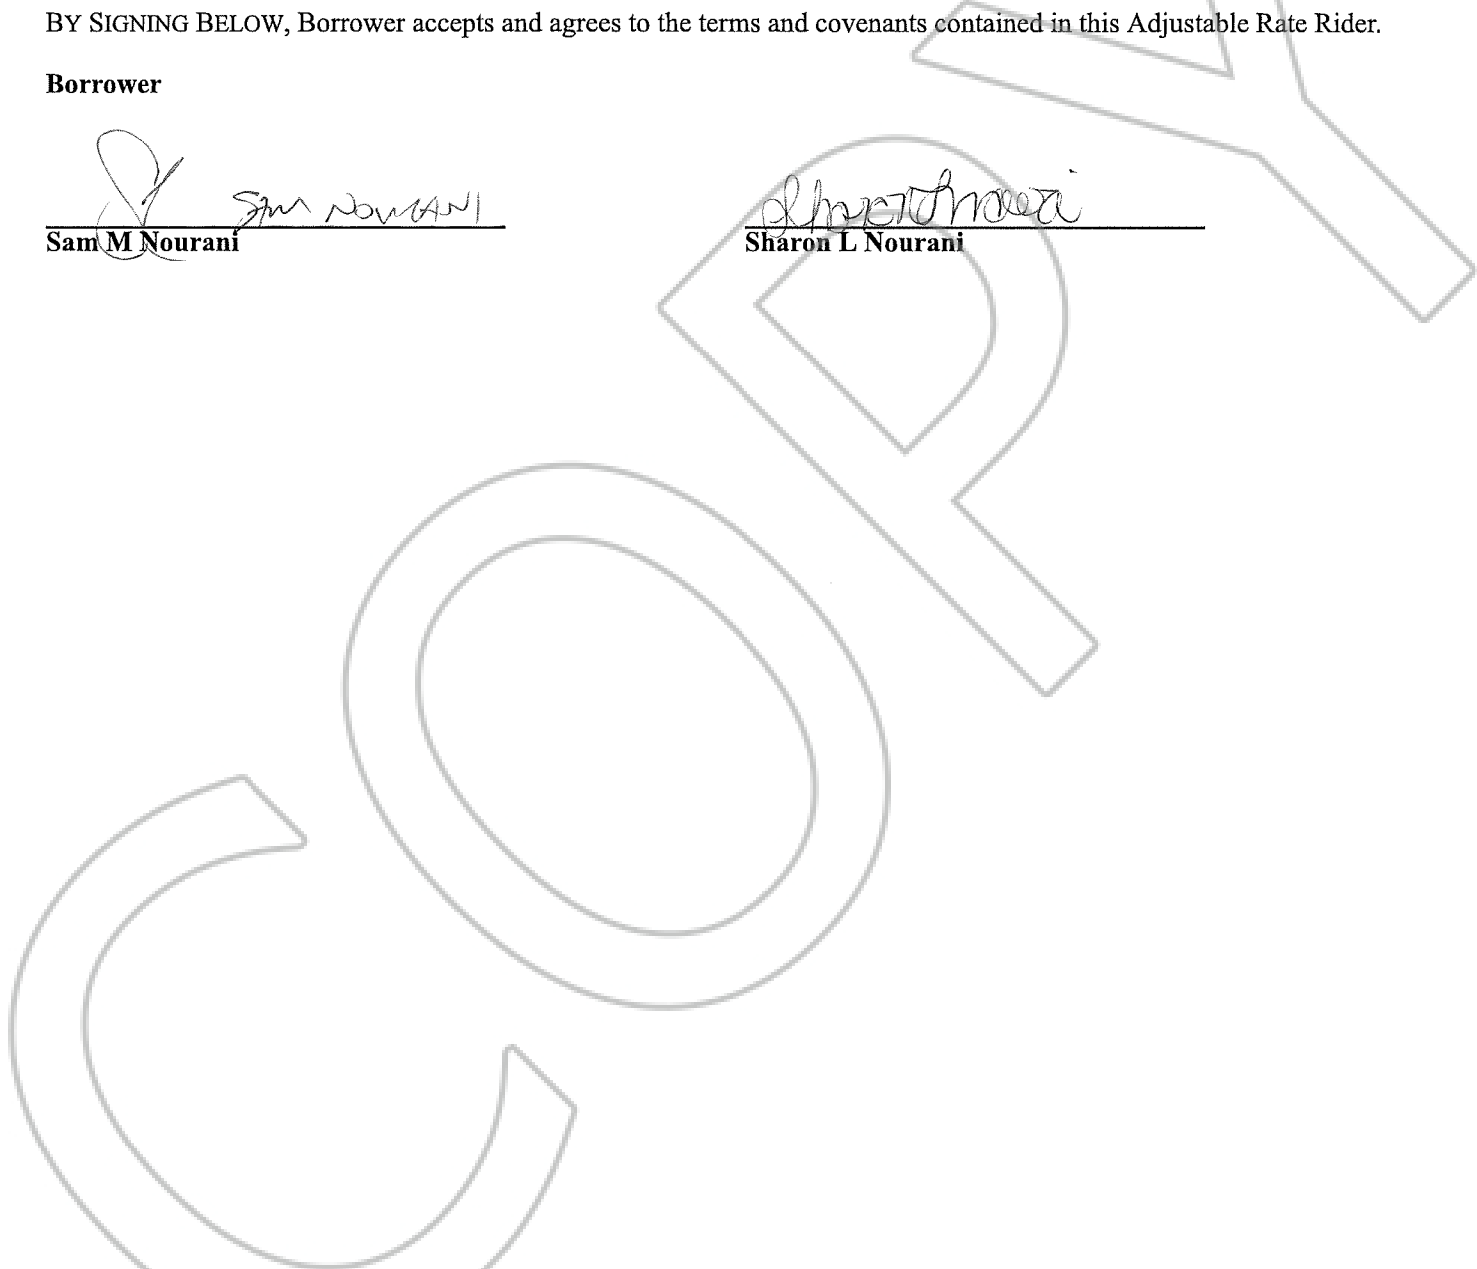 BY SIGNING BELOW, Borrower accepts and agrees to the terms and covenants contained in this Adjustable Rate Rider.
Borrower
SAM NOURANI
Sam M Nourani Sharon L Nourani
COPY